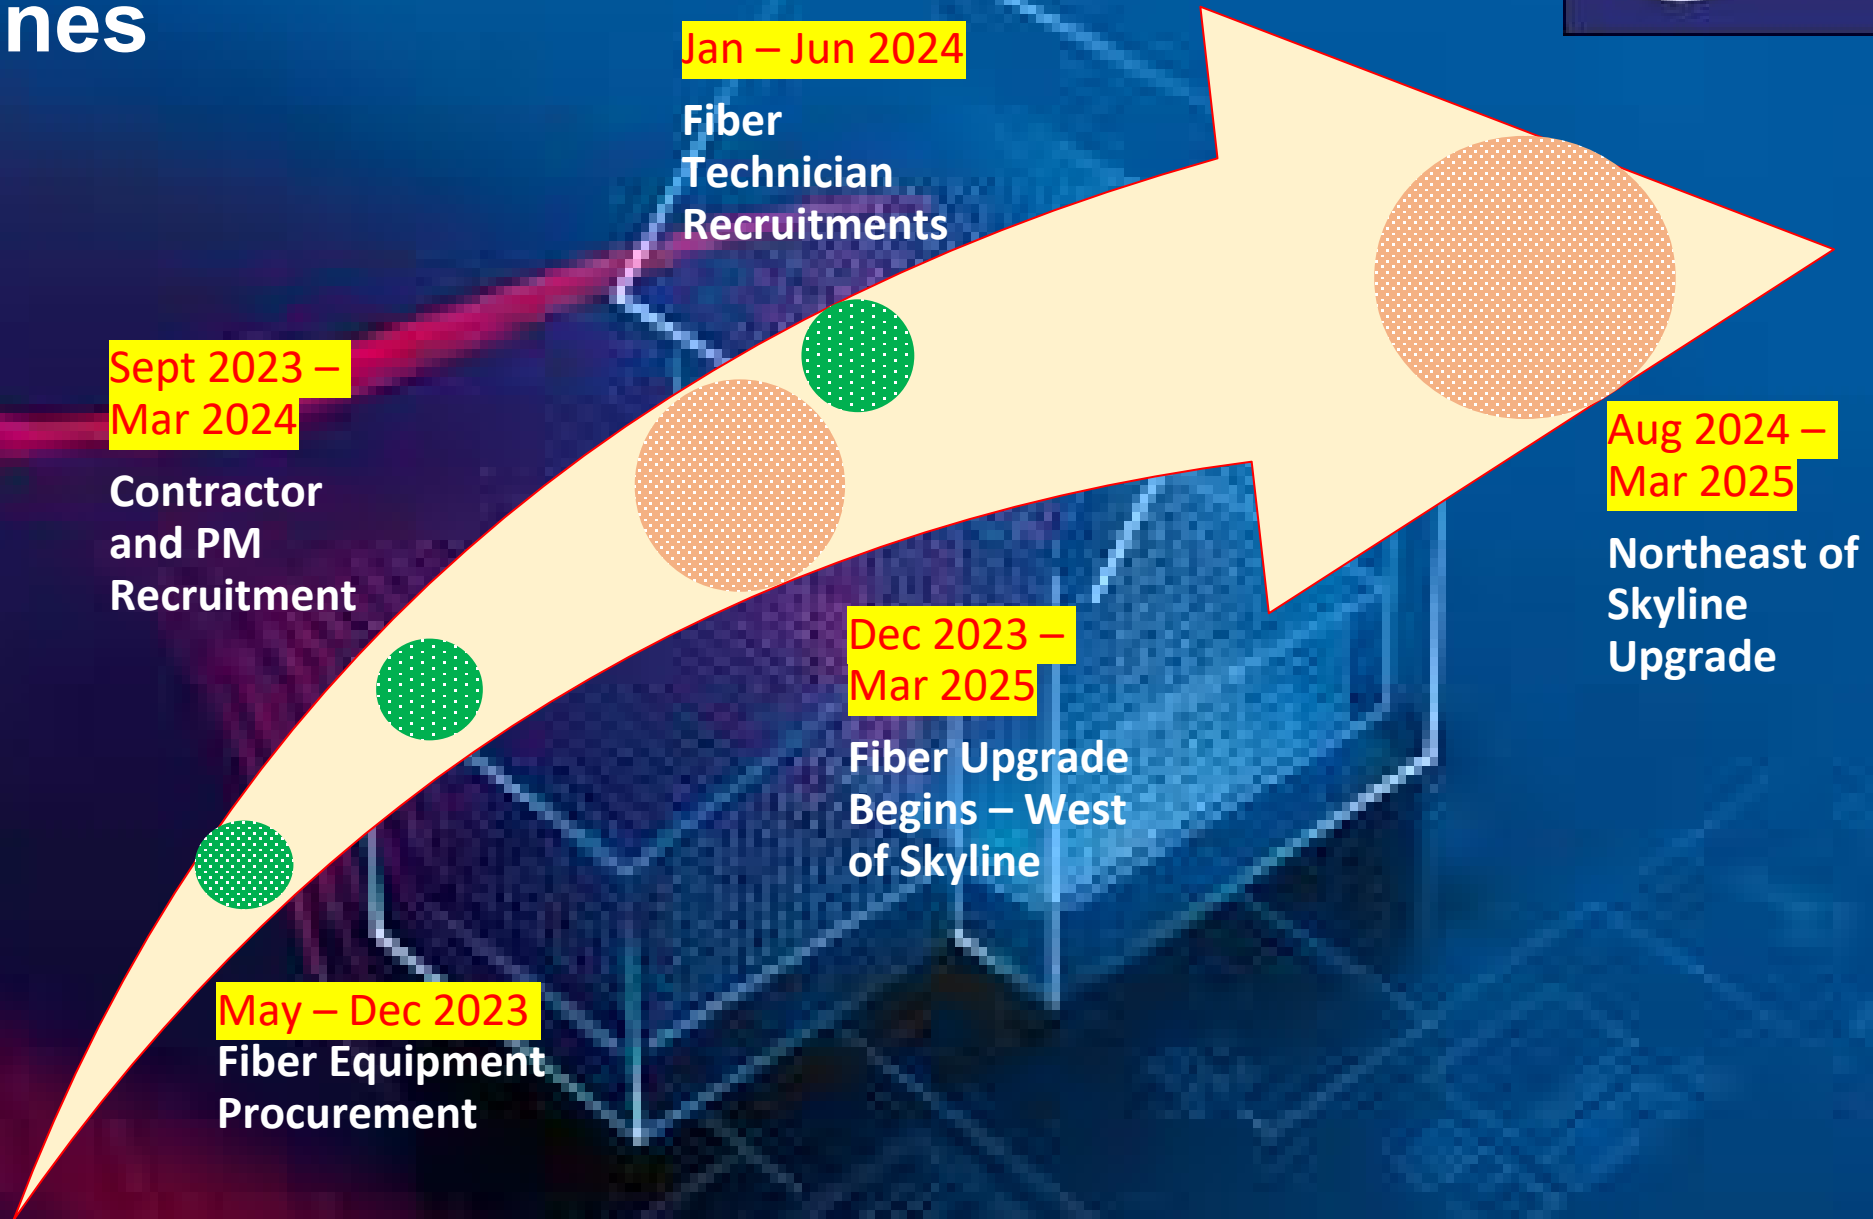 nes
Jan – Jun 2024
Fiber
Technician
Recruitments
Sept 2023 –
Mar 2024
Contractor
and PM
Recruitment
Aug 2024 –
Mar 2025
Northeast of
Skyline
Upgrade
Dec 2023 –
Mar 2025
Fiber Upgrade
Begins – West
of Skyline
May – Dec 2023
Fiber Equipment
Procurement